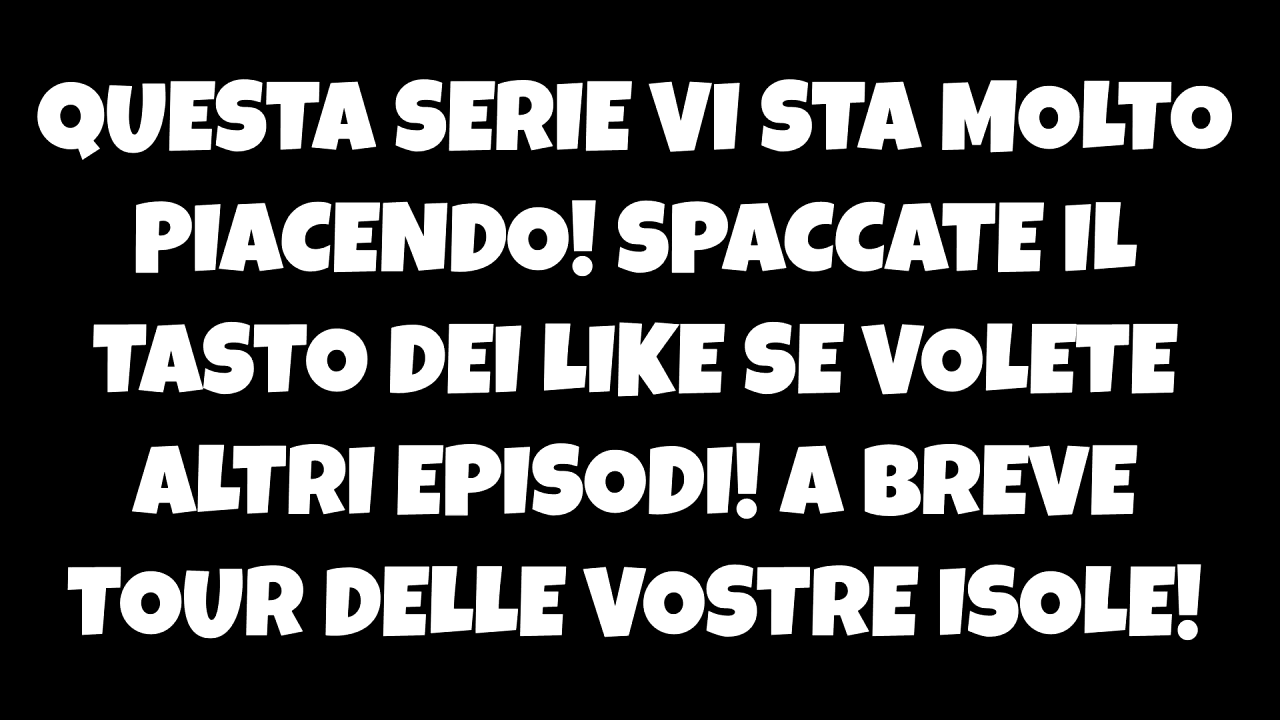 QUESTA SERIE VI STA MOLTO
PIACENDO! SPACCATE IL
TASTO DEI LIKE SE VOLETE
ALTRI EPISODI! A BREVE
TOUR DELLE VOSTRE ISOLE!